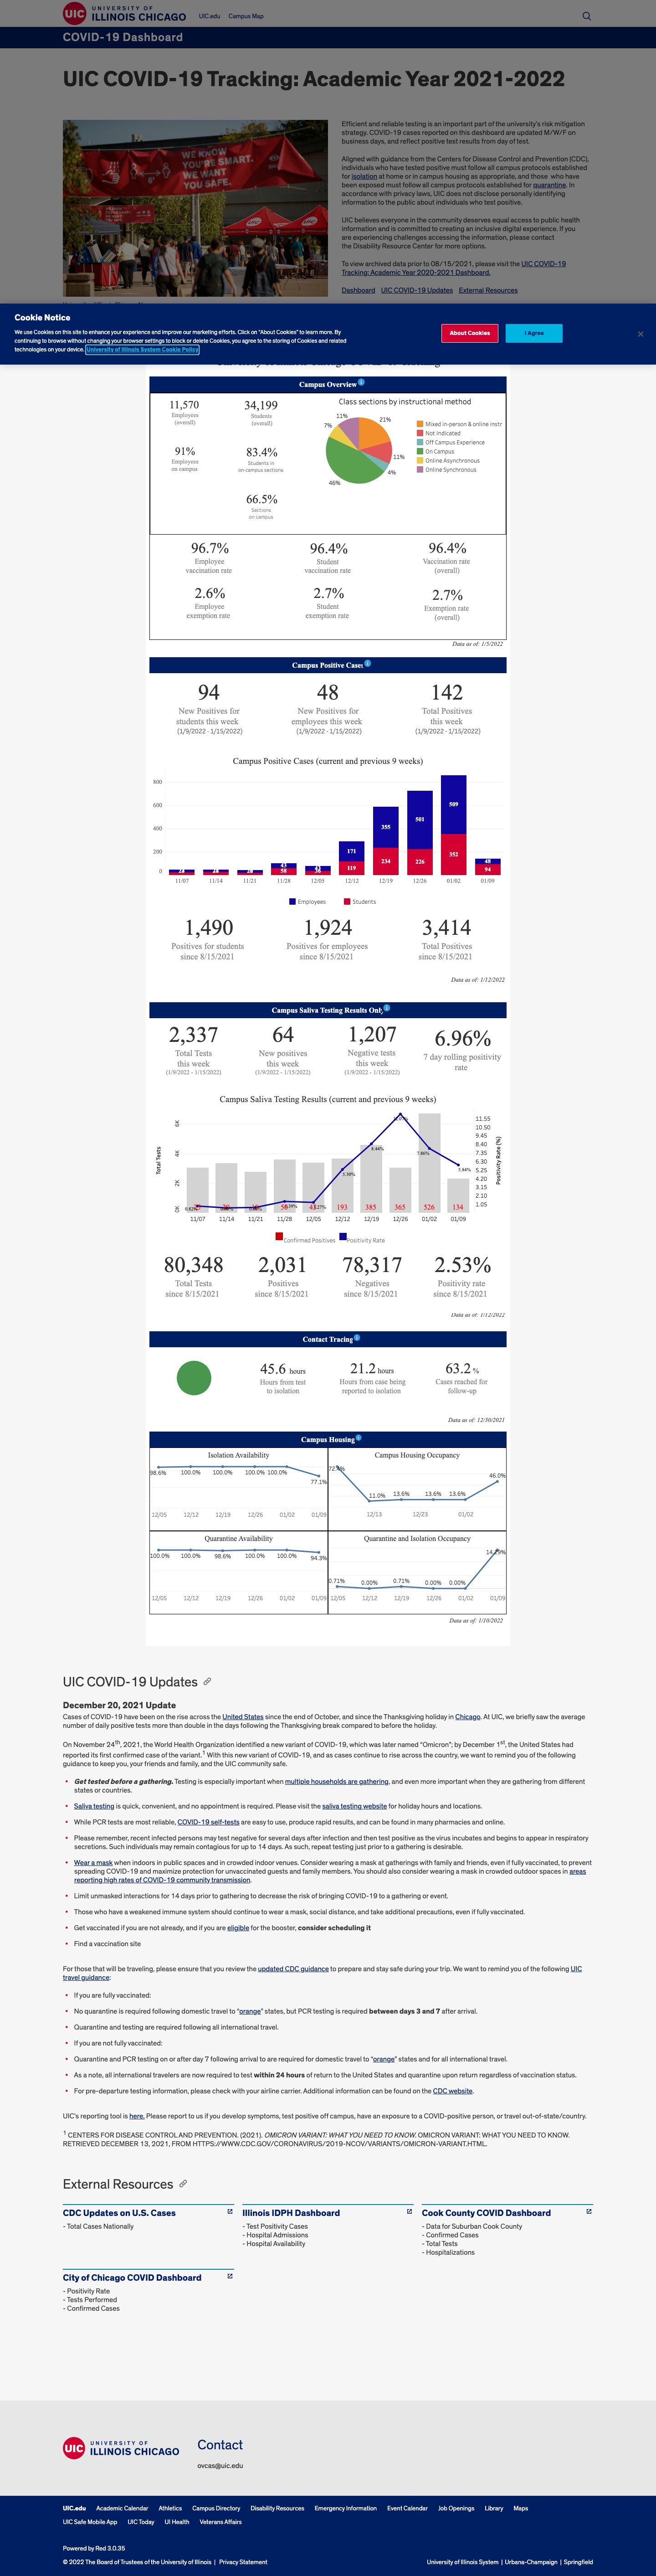 UIC UNIVERSITY OF
ILLINOIS CHICAGO
UIC.edu Campus Map
COVID-19 Dashboard
UIC COVID-19 Tracking: Academic Year 2021-2022
WE KNOW
YOU'RE SMART.
WE WANT
YOU SAFE.
Efficient and reliable testing is an important part of the university's risk mitigation
strategy. COVID-19 cases reported on this dashboard are updated M/W/F on
business days, and reflect positive test results from day of test.
Aligned with guidance from the Centers for Disease Control and Prevention (CDC),
individuals who have tested positive must follow all campus protocols established
for isolation at home or in campus housing as appropriate, and those who have
been exposed must follow all campus protocols established for quarantine. In
accordance with privacy laws, UIC does not disclose personally identifying
information to the public about individuals who test positive.
UIC believes everyone in the community deserves equal access to public health
information and is committed to creating an inclusive digital experience. If you
are experiencing challenges accessing the information, please contact
the Disability Resource Center for more options.
To view archived data prior to 08/15/2021, please visit the UIC COVID-19
Tracking: Academic Year 2020-2021 Dashboard.
Dashboard UIC COVID-19 Updates External Resources
Cookie Notice
We use Cookies on this site to enhance your experience and improve our marketing efforts. Click on "About Cookies" to learn more. By
continuing to browse without changing your browser settings to block or delete Cookies, you agree to the storing of Cookies and related
technologies on your device. University of Illinois System Cookie Policy
About Cookies
I Agree
Campus Overview
11,570
Employees
(overall)
34,199
Students
(overall)
91%
Employees
on campus
83.4%
Students in
on campus sections
66.5%
Sections
on campus
Class sections by instructional method
11%
21%
7%
11%
4%
46%
Mixed in-person & online instr
Not Indicated
Off Campus Experience
On Campus
Online Asynchronous
Online Synchronous
96.7%
Employee
vaccination rate
96.4%
Student
vaccination rate
96.4%
Vaccination rate
(overall)
2.6%
Employee
exemption rate
2.7%
Student
exemption rate
2.7%
Exemption rate
(overall)
Data as of: 1/5/2022
Campus Positive Cases
94
New Positives for
students this week
(1/9/2022 - 1/15/2022)
48
New Positives for
employees this week
(1/9/2022 - 1/15/2022)
142
Total Positives
this week
(1/9/2022 - 1/15/2022)
Campus Positive Cases (current and previous 9 weeks)
800
600
400
200
0
171
119
355
234
501
226
509
352
48
94
11/07 11/14 11/21 11/28 12/05 12/12 12/19 12/26 01/02 01/09
Employees Students
1,490
Positives for students
since 8/15/2021
1,924
Positives for employees
since 8/15/2021
3,414
Total Positives
since 8/15/2021
Data as of: 1/12/2022
Campus Saliva Testing Results Only
2,337
Total Tests
this week
(1/9/2022 - 1/15/2022)
64
New positives
this week
(1/9/2022 - 1/15/2022)
1,207
Negative tests
this week
(1/9/2022 - 1/15/2022)
6.96%
7 day rolling positivity
rate
Campus Saliva Testing Results (current and previous 9 weeks)
Total Tests
6K
4K
2K
0K
193 385 365 526 134
11.55
10.50
9.45
8.40
7.35
6.30
5.25
4.20
3.15
2.10
1.05
Positivity Rate (%)
11/07 11/14 11/21 11/28 12/05 12/12 12/19 12/26 01/02 01/09
Confirmed Positives Positivity Rate
80,348
Total Tests
since 8/15/2021
2,031
Positives
since 8/15/2021
78,317
Negatives
since 8/15/2021
2.53%
Positivity rate
since 8/15/2021
Data as of: 1/12/2022
Contact Tracing
45.6 hours
Hours from test
to isolation
21.2 hours
Hours from case being
reported to isolation
63.2 %
Cases reached for
follow-up
Data as of: 12/30/2021
Campus Housing
Isolation Availability
98.6% 100.0% 100.0% 100.0% 100.0% 77.1%
12/05 12/12 12/19 12/26 01/02 01/09
Campus Housing Occupancy
11.0% 13.6% 13.6% 13.6% 46.0%
12/13 12/23 01/02
Quarantine Availability
100.0% 100.0% 98.6% 100.0% 100.0% 94.3%
12/05 12/12 12/19 12/26 01/02 01/09
Quarantine and Isolation Occupancy
0.71% 0.00% 0.71% 0.00% 0.00% 14.29%
12/05 12/12 12/19 12/26 01/02 01/09
Data as of: 1/10/2022
UIC COVID-19 Updates
December 20, 2021 Update
Cases of COVID-19 have been on the rise across the United States since the end of October, and since the Thanksgiving holiday in Chicago. At UIC, we briefly saw the average
number of daily positive tests more than double in the days following the Thanksgiving break compared to before the holiday.
On November 24th, 2021, the World Health Organization identified a new variant of COVID-19, which was later named "Omicron"; by December 1st, the United States had
reported its first confirmed case of the variant.1 With this new variant of COVID-19, and as cases continue to rise across the country, we want to remind you of the following
guidance to keep you, your friends and family, and the UIC community safe.
• Get tested before a gathering. Testing is especially important when multiple households are gathering, and even more important when they are gathering from different
states or countries.
• Saliva testing is quick, convenient, and no appointment is required. Please visit the saliva testing website for holiday hours and locations.
• While PCR tests are most reliable, COVID-19 self-tests are easy to use, produce rapid results, and can be found in many pharmacies and online.
• Please remember, recent infected persons may test negative for several days after infection and then test positive as the virus incubates and begins to appear in respiratory
secretions. Such individuals may remain contagious for up to 14 days. As such, repeat testing just prior to a gathering is desirable.
• Wear a mask when indoors in public spaces and in crowded indoor venues. Consider wearing a mask at gatherings with family and friends, even if fully vaccinated, to prevent
spreading COVID-19 and maximize protection for unvaccinated guests and family members. You should also consider wearing a mask in crowded outdoor spaces in areas
reporting high rates of COVID-19 community transmission.
• Limit unmasked interactions for 14 days prior to gathering to decrease the risk of bringing COVID-19 to a gathering or event.
• Those who have a weakened immune system should continue to wear a mask, social distance, and take additional precautions, even if fully vaccinated.
• Get vaccinated if you are not already, and if you are eligible for the booster, consider scheduling it
• Find a vaccination site
For those that will be traveling, please ensure that you review the updated CDC guidance to prepare and stay safe during your trip. We want to remind you of the following UIC
travel guidance:
• If you are fully vaccinated:
• No quarantine is required following domestic travel to "orange" states, but PCR testing is required between days 3 and 7 after arrival.
• Quarantine and testing are required following all international travel.
• If you are not fully vaccinated:
• Quarantine and PCR testing on or after day 7 following arrival to are required for domestic travel to "orange" states and for all international travel.
• As a note, all international travelers are now required to test within 24 hours of return to the United States and quarantine upon return regardless of vaccination status.
• For pre-departure testing information, please check with your airline carrier. Additional information can be found on the CDC website.
UIC's reporting tool is here. Please report to us if you develop symptoms, test positive off campus, have an exposure to a COVID-positive person, or travel out-of-state/country.
1 CENTERS FOR DISEASE CONTROL AND PREVENTION. (2021). OMICRON VARIANT: WHAT YOU NEED TO KNOW. OMICRON VARIANT: WHAT YOU NEED TO KNOW.
RETRIEVED DECEMBER 13, 2021, FROM HTTPS://WWW.CDC.GOV/CORONAVIRUS/2019-NCOV/VARIANTS/OMICRON-VARIANT.HTML.
External Resources
CDC Updates on U.S. Cases
- Total Cases Nationally
Illinois IDPH Dashboard
- Test Positivity Cases
- Hospital Admissions
- Hospital Availability
Cook County COVID Dashboard
- Data for Suburban Cook County
- Confirmed Cases
- Total Tests
- Hospitalizations
City of Chicago COVID Dashboard
- Positivity Rate
- Tests Performed
- Confirmed Cases
UIC UNIVERSITY OF
ILLINOIS CHICAGO
Contact
ovcas@uic.edu
UIC.edu Academic Calendar Athletics Campus Directory Disability Resources Emergency Information Event Calendar Job Openings Library Maps
UIC Safe Mobile App UIC Today UI Health Veterans Affairs
Powered by Red 3.0.35
© 2022 The Board of Trustees of the University of Illinois | Privacy Statement
University of Illinois System | Urbana-Champaign | Springfield